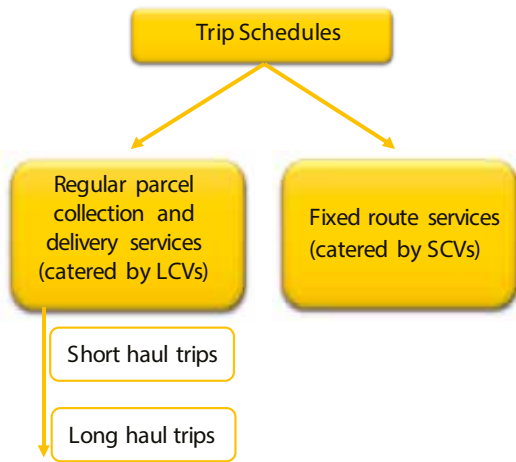 Trip Schedules
Regular parcel
collection and
delivery services
(catered by LCVs)
Fixed route services
(catered by SCVs)
Short haul trips
Long haul trips